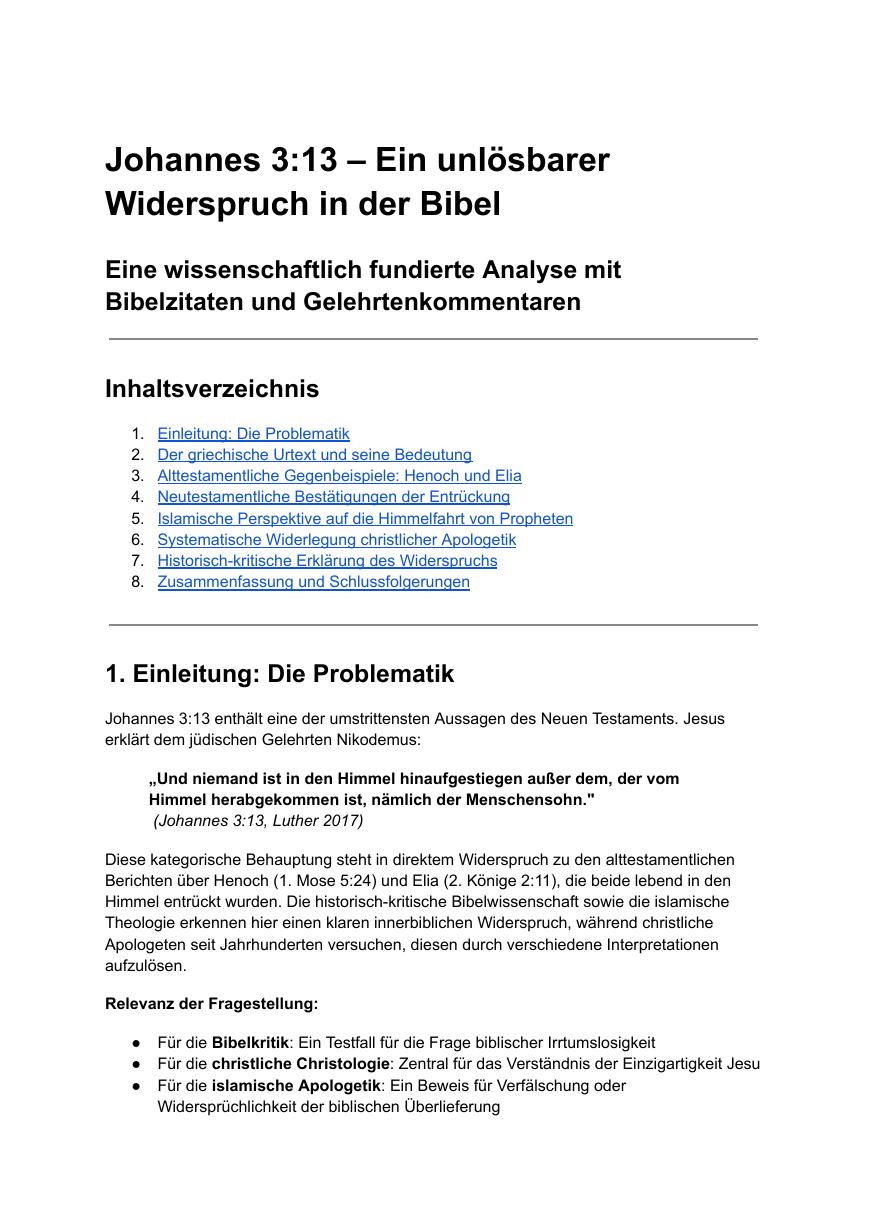 Johannes 3:13 – Ein unlösbarer
Widerspruch in der Bibel
Eine wissenschaftlich fundierte Analyse mit
Bibelzitaten und Gelehrtenkommentaren
Inhaltsverzeichnis
1. Einleitung: Die Problematik
2. Der griechische Urtext und seine Bedeutung
3. Alttestamentliche Gegenbeispiele: Henoch und Elia
4. Neutestamentliche Bestätigungen der Entrückung
5. Islamische Perspektive auf die Himmelfahrt von Propheten
6. Systematische Widerlegung christlicher Apologetik
7. Historisch-kritische Erklärung des Widerspruchs
8. Zusammenfassung und Schlussfolgerungen
1. Einleitung: Die Problematik
Johannes 3:13 enthält eine der umstrittensten Aussagen des Neuen Testaments. Jesus
erklärt dem jüdischen Gelehrten Nikodemus:
„Und niemand ist in den Himmel hinaufgestiegen außer dem, der vom
Himmel herabgekommen ist, nämlich der Menschensohn."
(Johannes 3:13, Luther 2017)
Diese kategorische Behauptung steht in direktem Widerspruch zu den alttestamentlichen
Berichten über Henoch (1. Mose 5:24) und Elia (2. Könige 2:11), die beide lebend in den
Himmel entrückt wurden. Die historisch-kritische Bibelwissenschaft sowie die islamische
Theologie erkennen hier einen klaren innerbiblichen Widerspruch, während christliche
Apologeten seit Jahrhunderten versuchen, diesen durch verschiedene Interpretationen
aufzulösen.
Relevanz der Fragestellung:
● Für die Bibelkritik: Ein Testfall für die Frage biblischer Irrtumslosigkeit
● Für die christliche Christologie: Zentral für das Verständnis der Einzigartigkeit Jesu
● Für die islamische Apologetik: Ein Beweis für Verfälschung oder
Widersprüchlichkeit der biblischen Überlieferung